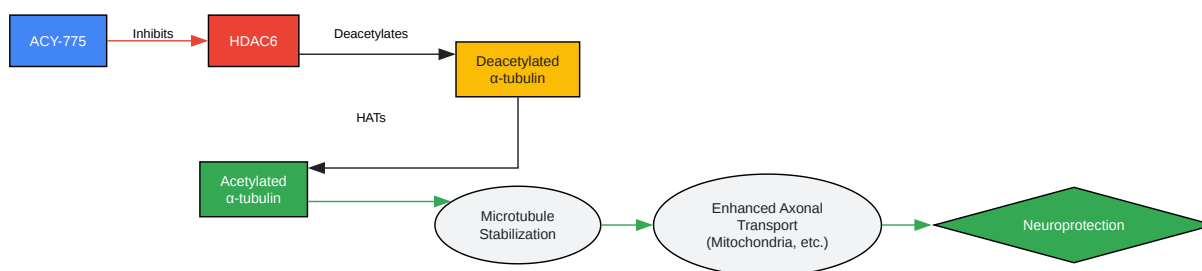 ACY-775
Inhibits
HDAC6
Deacetylates
Deacetylated
α-tubulin
HATs
Acetylated
α-tubulin
Microtubule
Stabilization
Enhanced Axonal
Transport
(Mitochondria, etc.)
Neuroprotection